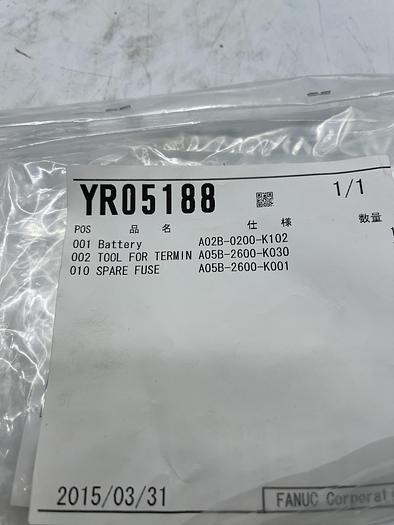 YR05188 1/1
POS 品 名 仕 様 数量
001 Battery A02B-0200-K102
002 TOOL FOR TERMIN A05B-2600-K030
010 SPARE FUSE A05B-2600-K001
2015/03/31 FANUC Corporat